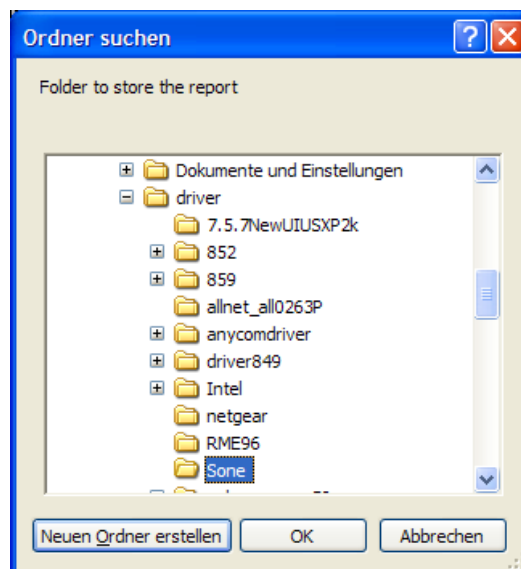 Ordner suchen
Folder to store the report
Dokumente und Einstellungen
driver
7.5.7NewUIUSXP2k
852
859
allnet_all0263P
anycomdriver
driver849
Intel
netgear
RME96
Sone
Neuen Ordner erstellen
OK
Abbrechen